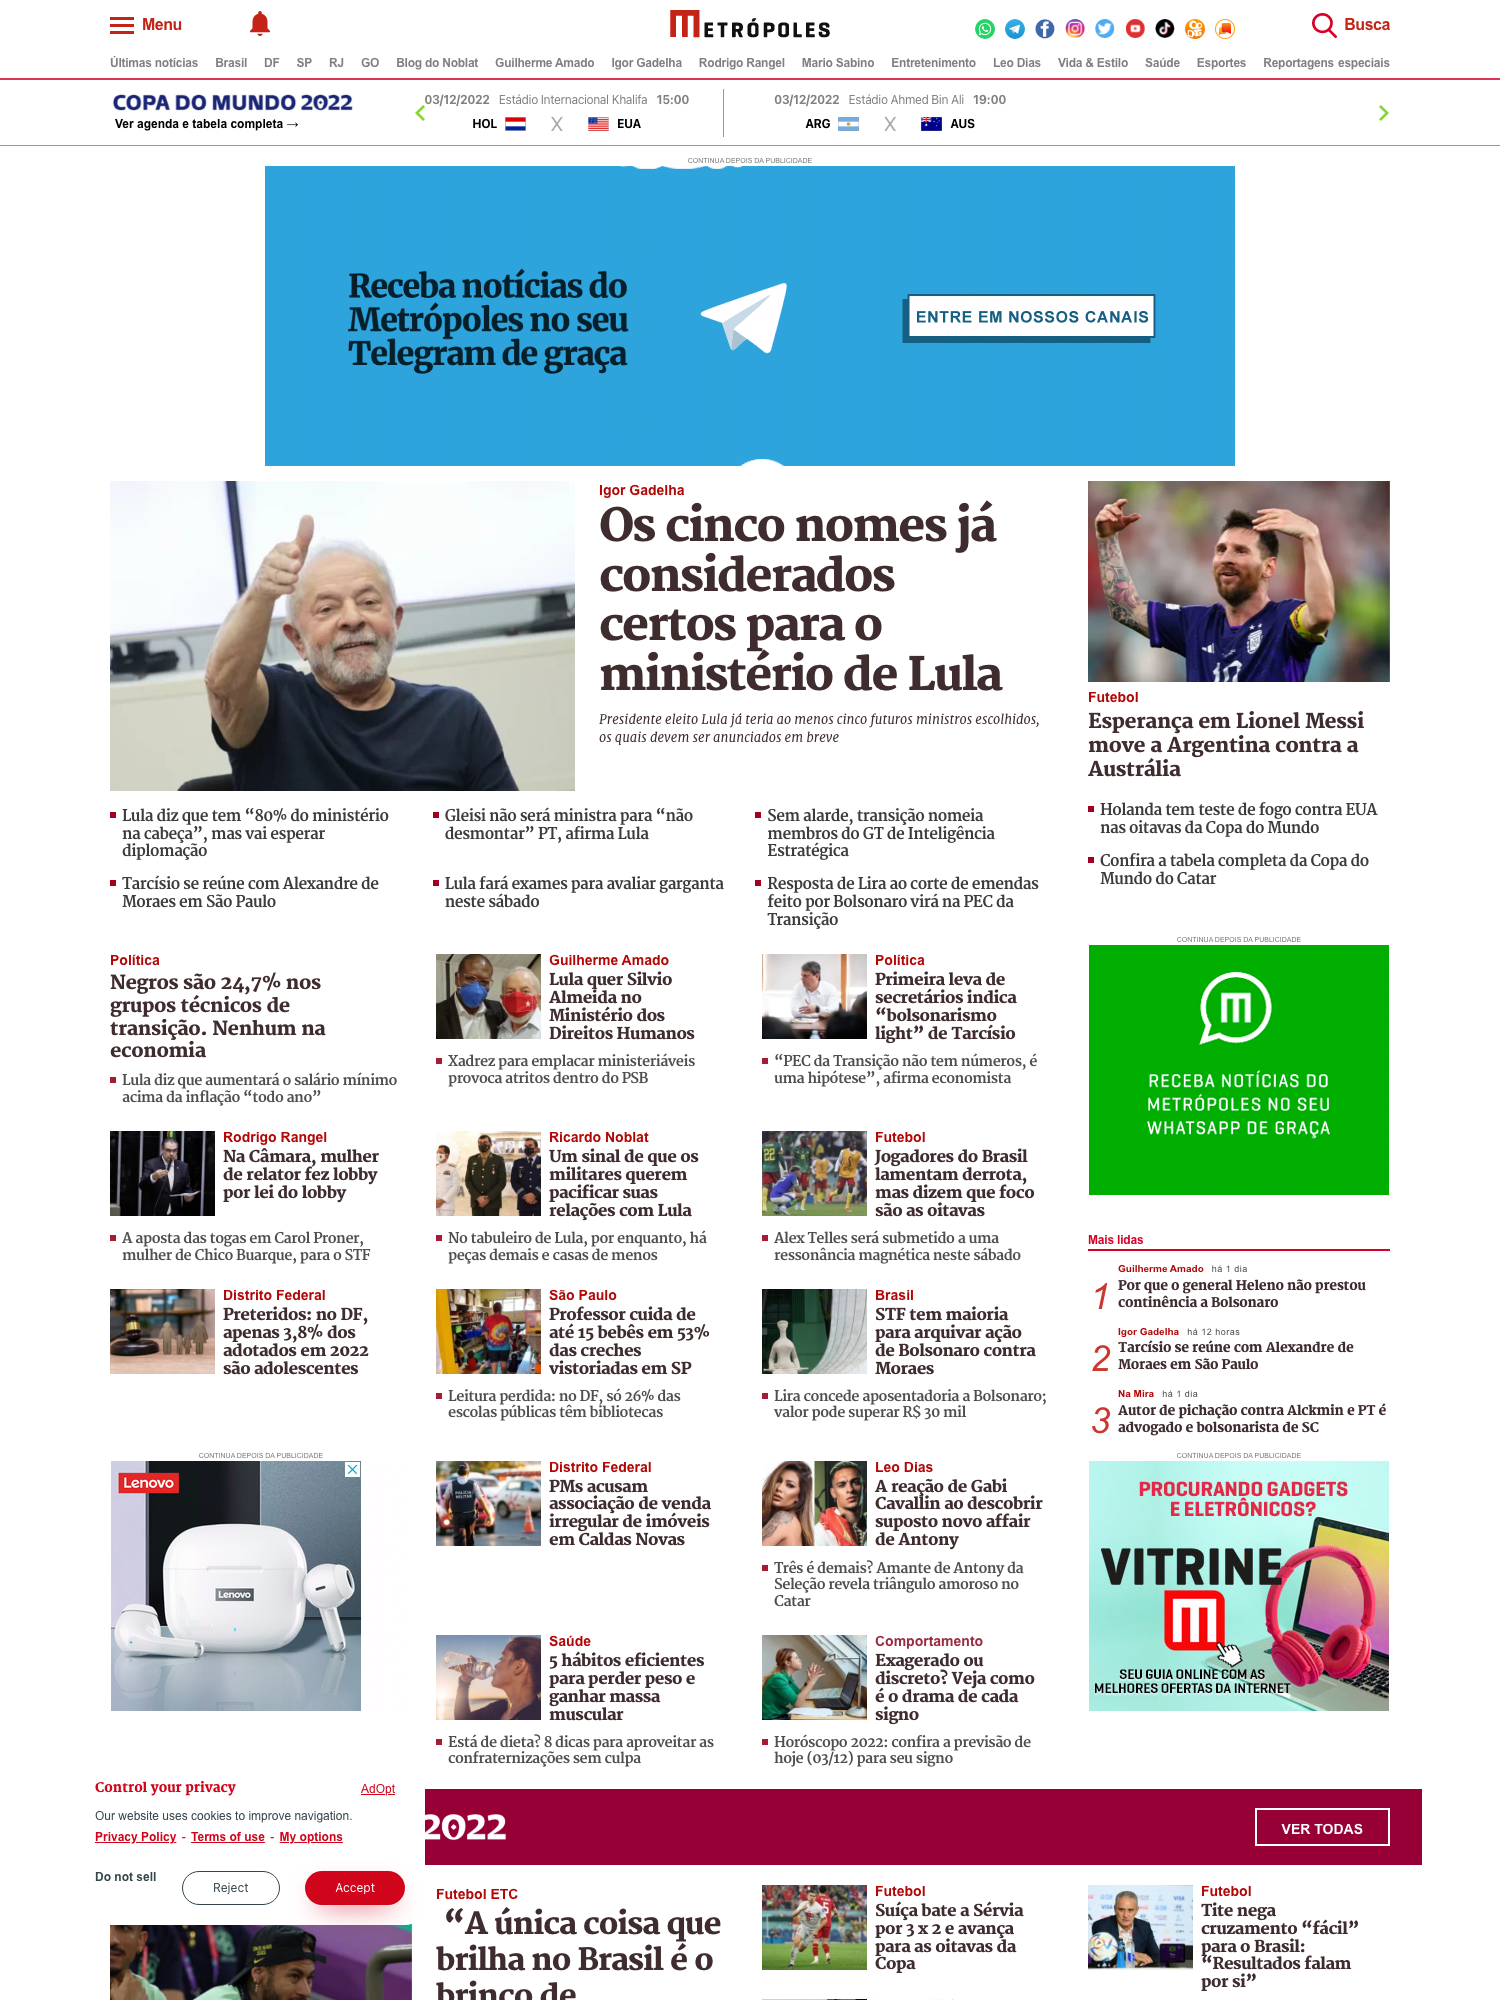 Menu
METRÓPOLES
Busca
Últimas notícias Brasil DF SP RJ GO Blog do Noblat Guilherme Amado Igor Gadelha Rodrigo Rangel Mario Sabino Entretenimento Leo Dias Vida & Estilo Saúde Esportes Reportagens especiais
COPA DO MUNDO 2022
Ver agenda e tabela completa →
03/12/2022 Estádio Internacional Khalifa 15:00
HOL X EUA
03/12/2022 Estádio Ahmed Bin Ali 19:00
ARG X AUS
CONTINUA DEPOIS DA PUBLICIDADE
Receba notícias do
Metrópoles no seu
Telegram de graça
ENTRE EM NOSSOS CANAIS
Igor Gadelha
Os cinco nomes já
considerados
certos para o
ministério de Lula
Presidente eleito Lula já teria ao menos cinco futuros ministros escolhidos,
os quais devem ser anunciados em breve
Futebol
Esperança em Lionel Messi
move a Argentina contra a
Austrália
Holanda tem teste de fogo contra EUA
nas oitavas da Copa do Mundo
Confira a tabela completa da Copa do
Mundo do Catar
Lula diz que tem “80% do ministério
na cabeça”, mas vai esperar
diplomação
Gleisi não será ministra para “não
desmontar” PT, afirma Lula
Sem alarde, transição nomeia
membros do GT de Inteligência
Estratégica
Tarcísio se reúne com Alexandre de
Moraes em São Paulo
Lula fará exames para avaliar garganta
neste sábado
Resposta de Lira ao corte de emendas
feito por Bolsonaro virá na PEC da
Transição
Política
Negros são 24,7% nos
grupos técnicos de
transição. Nenhum na
economia
Lula diz que aumentará o salário mínimo
acima da inflação “todo ano”
Guilherme Amado
Lula quer Silvio
Almeida no
Ministério dos
Direitos Humanos
Xadrez para emplacar ministeriáveis
provoca atritos dentro do PSB
Política
Primeira leva de
secretários indica
“bolsonarismo
light” de Tarcísio
“PEC da Transição não tem números, é
uma hipótese”, afirma economista
CONTINUA DEPOIS DA PUBLICIDADE
RECEBA NOTÍCIAS DO
METRÓPOLES NO SEU
WHATSAPP DE GRAÇA
Rodrigo Rangel
Na Câmara, mulher
de relator fez lobby
por lei do lobby
A aposta das togas em Carol Proner,
mulher de Chico Buarque, para o STF
Ricardo Noblat
Um sinal de que os
militares querem
pacificar suas
relações com Lula
No tabuleiro de Lula, por enquanto, há
peças demais e casas de menos
Futebol
Jogadores do Brasil
lamentam derrota,
mas dizem que foco
são as oitavas
Alex Telles será submetido a uma
ressonância magnética neste sábado
Mais lidas
Guilherme Amado há 1 dia
1 Por que o general Heleno não prestou
continência a Bolsonaro
Igor Gadelha há 12 horas
2 Tarcísio se reúne com Alexandre de
Moraes em São Paulo
Na Mira há 1 dia
3 Autor de pichação contra Alckmin e PT é
advogado e bolsonarista de SC
Distrito Federal
Preteridos: no DF,
apenas 3,8% dos
adotados em 2022
são adolescentes
São Paulo
Professor cuida de
até 15 bebês em 53%
das creches
vistoriadas em SP
Leitura perdida: no DF, só 26% das
escolas públicas têm bibliotecas
Brasil
STF tem maioria
para arquivar ação
de Bolsonaro contra
Moraes
Lira concede aposentadoria a Bolsonaro;
valor pode superar R$ 30 mil
CONTINUA DEPOIS DA PUBLICIDADE
Lenovo
Lenovo
Distrito Federal
PMs acusam
associação de venda
irregular de imóveis
em Caldas Novas
Leo Dias
A reação de Gabi
Cavallin ao descobrir
suposto novo affair
de Antony
Três é demais? Amante de Antony da
Seleção revela triângulo amoroso no
Catar
CONTINUA DEPOIS DA PUBLICIDADE
PROCURANDO GADGETS
E ELETRÔNICOS?
VITRINE
SEU GUIA ONLINE COM AS
MELHORES OFERTAS DA INTERNET
Saúde
5 hábitos eficientes
para perder peso e
ganhar massa
muscular
Está de dieta? 8 dicas para aproveitar as
confraternizações sem culpa
Comportamento
Exagerado ou
discreto? Veja como
é o drama de cada
signo
Horóscopo 2022: confira a previsão de
hoje (03/12) para seu signo
Control your privacy
AdOpt
Our website uses cookies to improve navigation.
Privacy Policy - Terms of use - My options
Do not sell
Reject
Accept
2022
VER TODAS
Futebol ETC
“A única coisa que
brilha no Brasil é o
brinco de
Futebol
Suíça bate a Sérvia
por 3 x 2 e avança
para as oitavas da
Copa
Futebol
Tite nega
cruzamento “fácil”
para o Brasil:
“Resultados falam
por si”